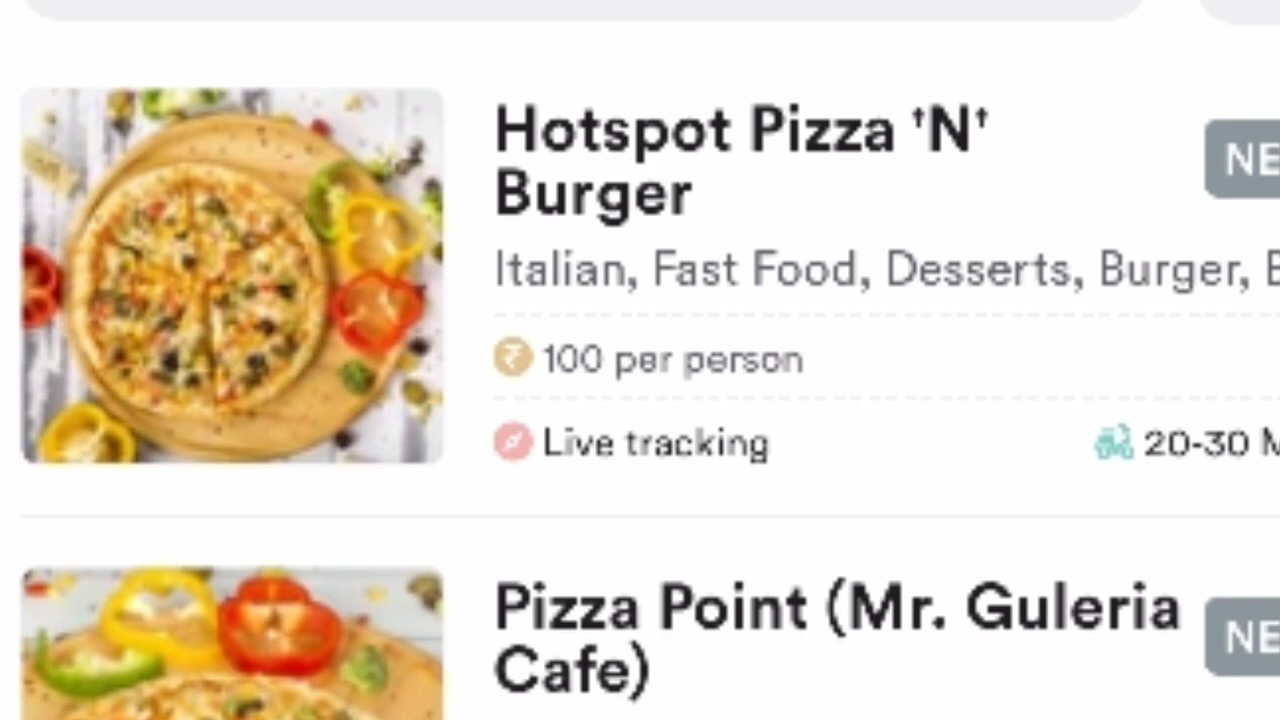 Hotspot Pizza 'N'
Burger
NE
Italian, Fast Food, Desserts, Burger, B
₹ 100 per person
Live tracking
20-30 M
Pizza Point (Mr. Guleria
Cafe)
NE